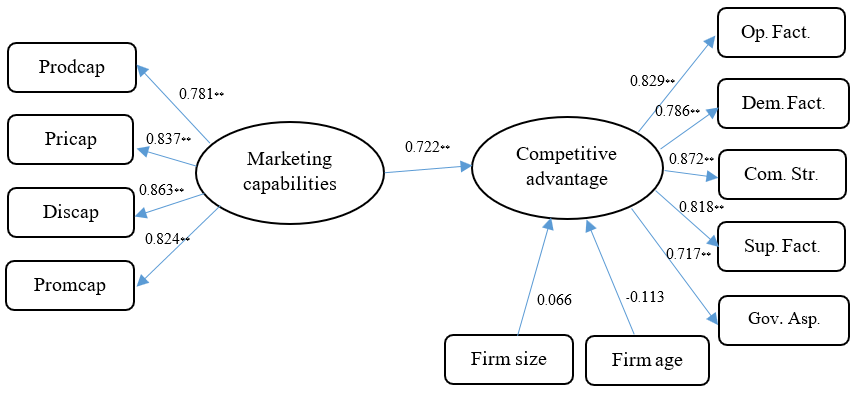 Prodcap
Pricap
Discap
Promcap
0.781**
0.837**
0.863**
0.824**
Marketing
capabilities
0.722**
Competitive
advantage
0.829**
0.786**
0.872**
0.818**
0.717**
Op. Fact.
Dem. Fact.
Com. Str.
Sup. Fact.
Gov. Asp.
0.066
-0.113
Firm size
Firm age